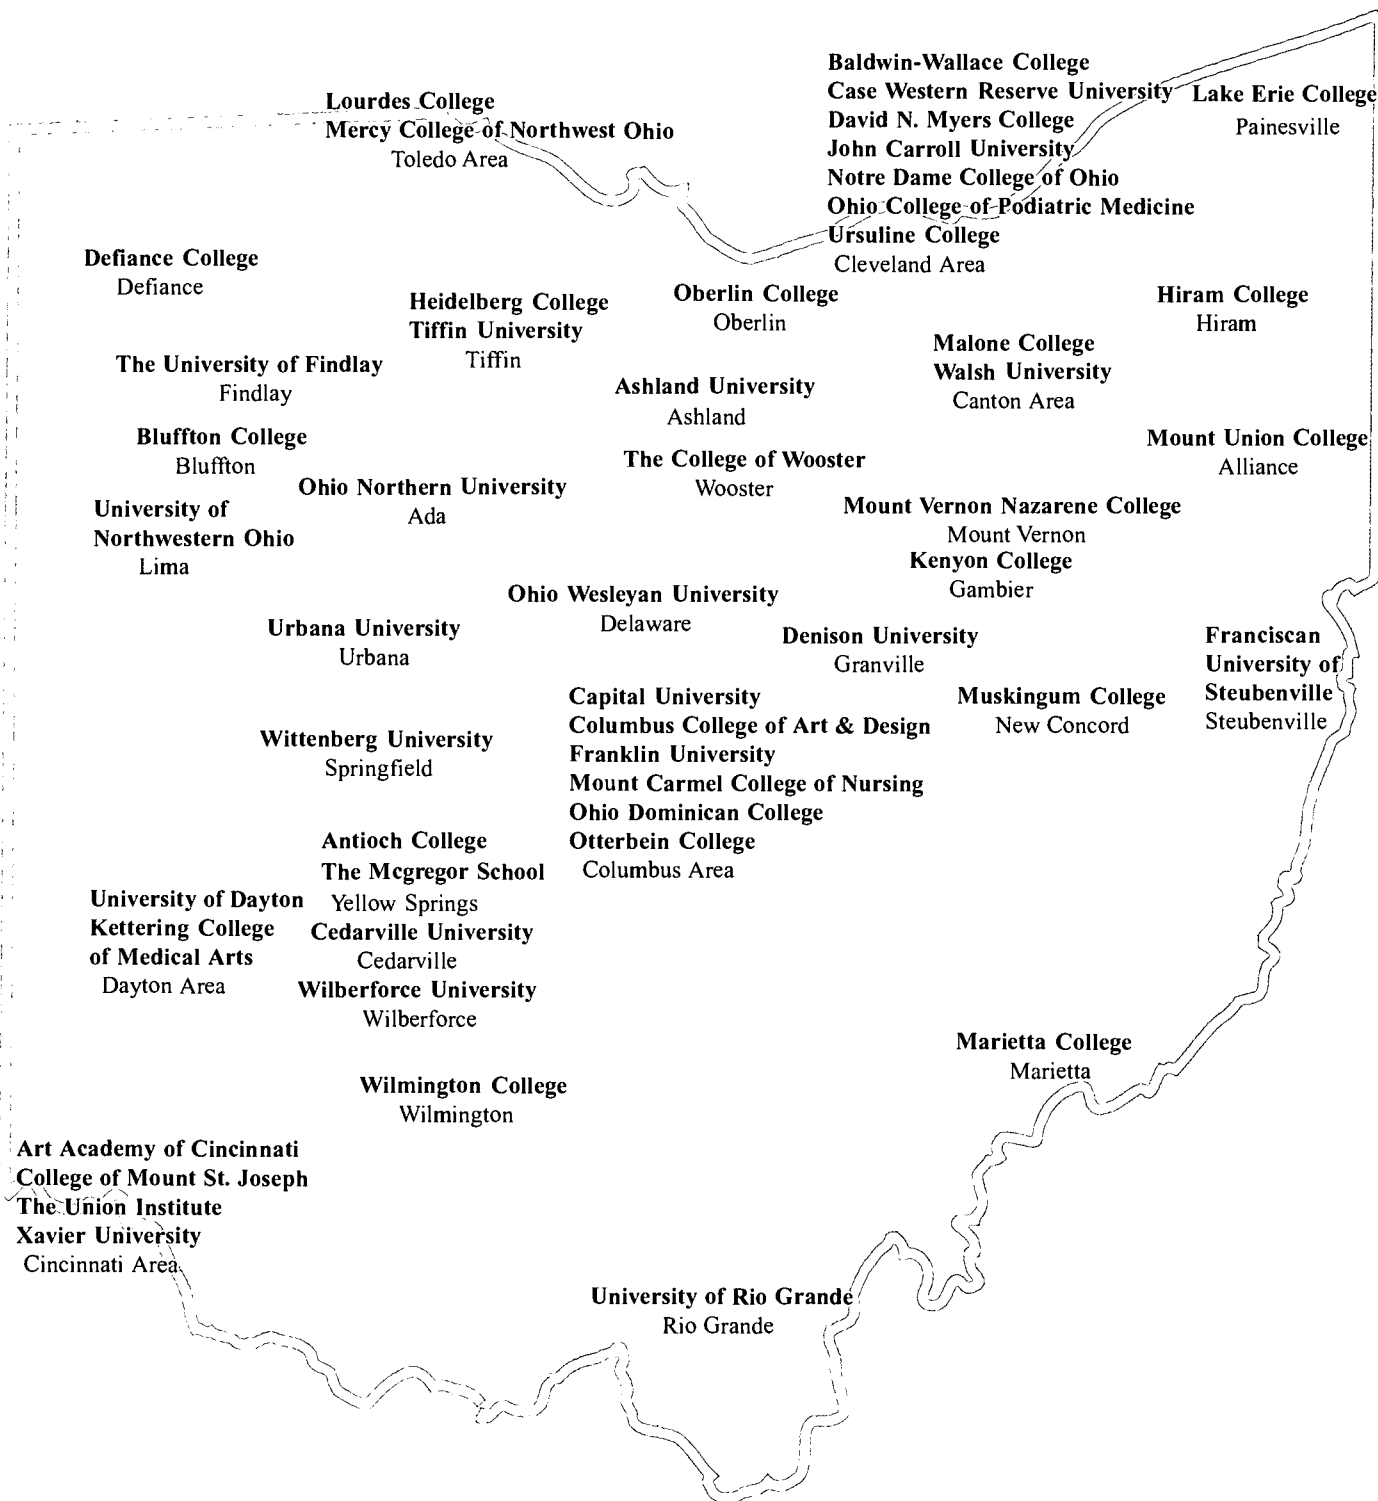 Baldwin-Wallace College
Case Western Reserve University
David N. Myers College
John Carroll University
Notre Dame College of Ohio
Ohio College of Podiatric Medicine
Ursuline College
Cleveland Area
Lake Erie College
Painesville
Lourdes College
Mercy College of Northwest Ohio
Toledo Area
Defiance College
Defiance
Heidelberg College
Tiffin University
Tiffin
Oberlin College
Oberlin
Hiram College
Hiram
Malone College
Walsh University
Canton Area
The University of Findlay
Findlay
Ashland University
Ashland
Bluffton College
Bluffton
Mount Union College
Alliance
The College of Wooster
Wooster
Ohio Northern University
Ada
University of
Northwestern Ohio
Lima
Mount Vernon Nazarene College
Mount Vernon
Kenyon College
Gambier
Ohio Wesleyan University
Delaware
Urbana University
Urbana
Denison University
Granville
Franciscan
University of
Steubenville
Steubenville
Capital University
Columbus College of Art & Design
Franklin University
Mount Carmel College of Nursing
Ohio Dominican College
Otterbein College
Columbus Area
Muskingum College
New Concord
Wittenberg University
Springfield
Antioch College
The Mcgregor School
Yellow Springs
University of Dayton
Kettering College
of Medical Arts
Dayton Area
Cedarville University
Cedarville
Wilberforce University
Wilberforce
Marietta College
Marietta
Wilmington College
Wilmington
Art Academy of Cincinnati
College of Mount St. Joseph
The Union Institute
Xavier University
Cincinnati Area
University of Rio Grande
Rio Grande